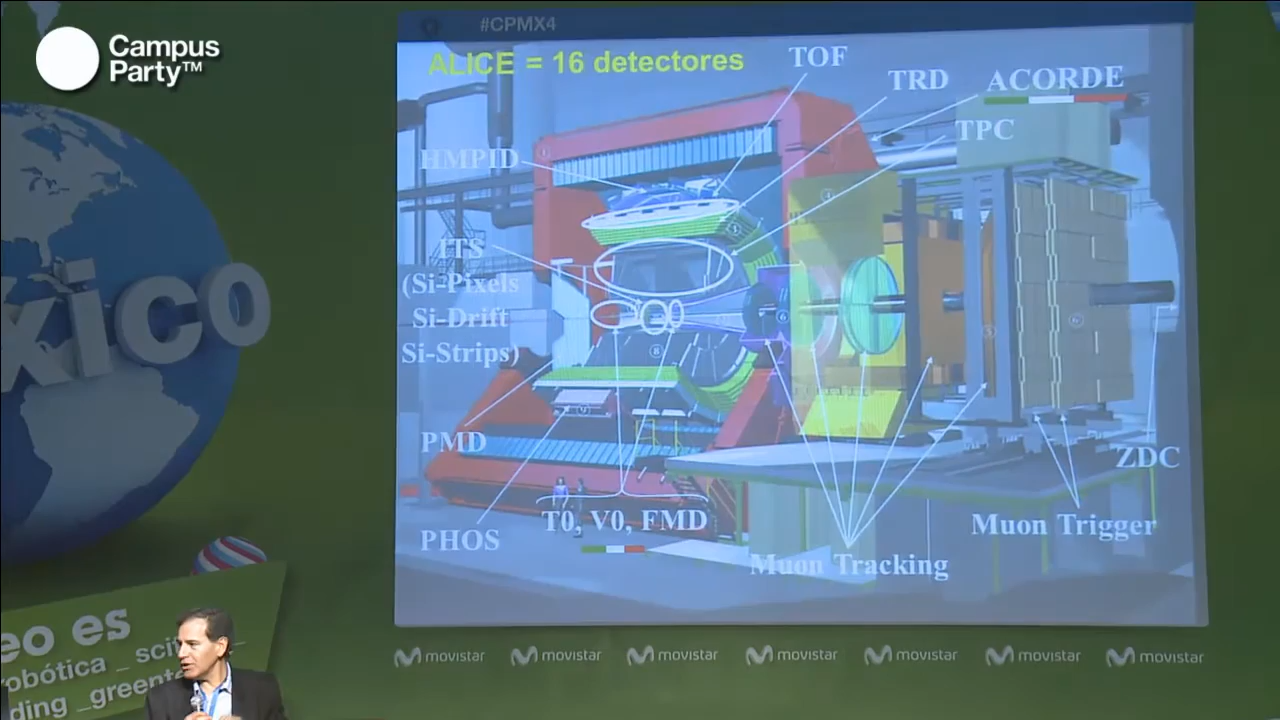 Campus
Party™
#CPMX4
ALICE = 16 detectores
TOF
TRD
ACORDE
TPC
HMPID
ITS
(Si-Pixels
Si-Drift
Si-Strips)
xico
PMD
ZDC
T0, V0, FMD
Muon Trigger
PHOS
Muon Tracking
eo es
robótica _
ding _greente
movistar movistar movistar movistar movistar movistar movistar